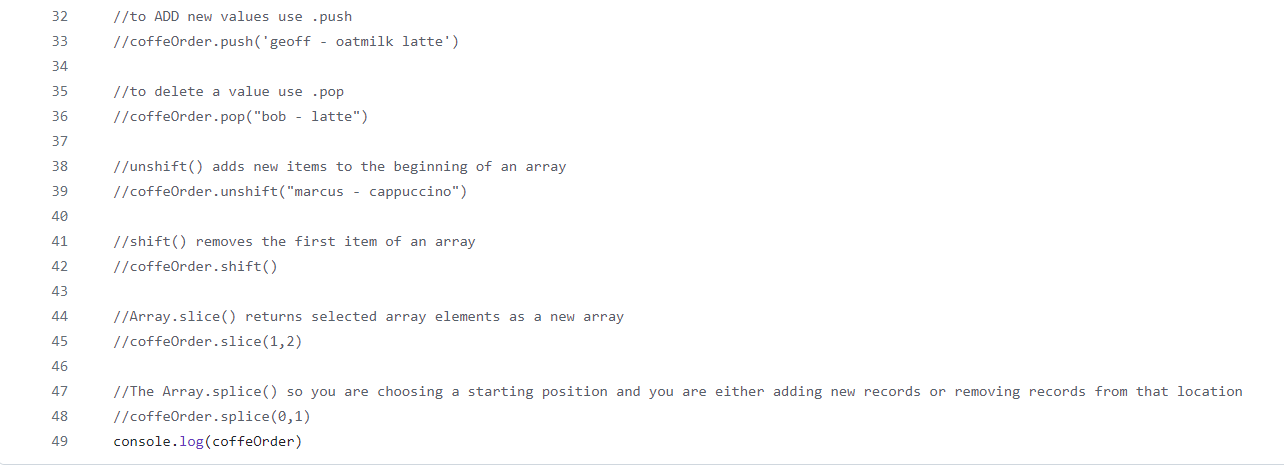 32 //to ADD new values use .push
33 //coffeOrder.push('geoff - oatmilk latte')
34
35 //to delete a value use .pop
36 //coffeOrder.pop("bob - latte")
37
38 //unshift() adds new items to the beginning of an array
39 //coffeOrder.unshift("marcus - cappuccino")
40
41 //shift() removes the first item of an array
42 //coffeOrder.shift()
43
44 //Array.slice() returns selected array elements as a new array
45 //coffeOrder.slice(1,2)
46
47 //The Array.splice() so you are choosing a starting position and you are either adding new records or removing records from that location
48 //coffeOrder.splice(0,1)
49 console.log(coffeOrder)